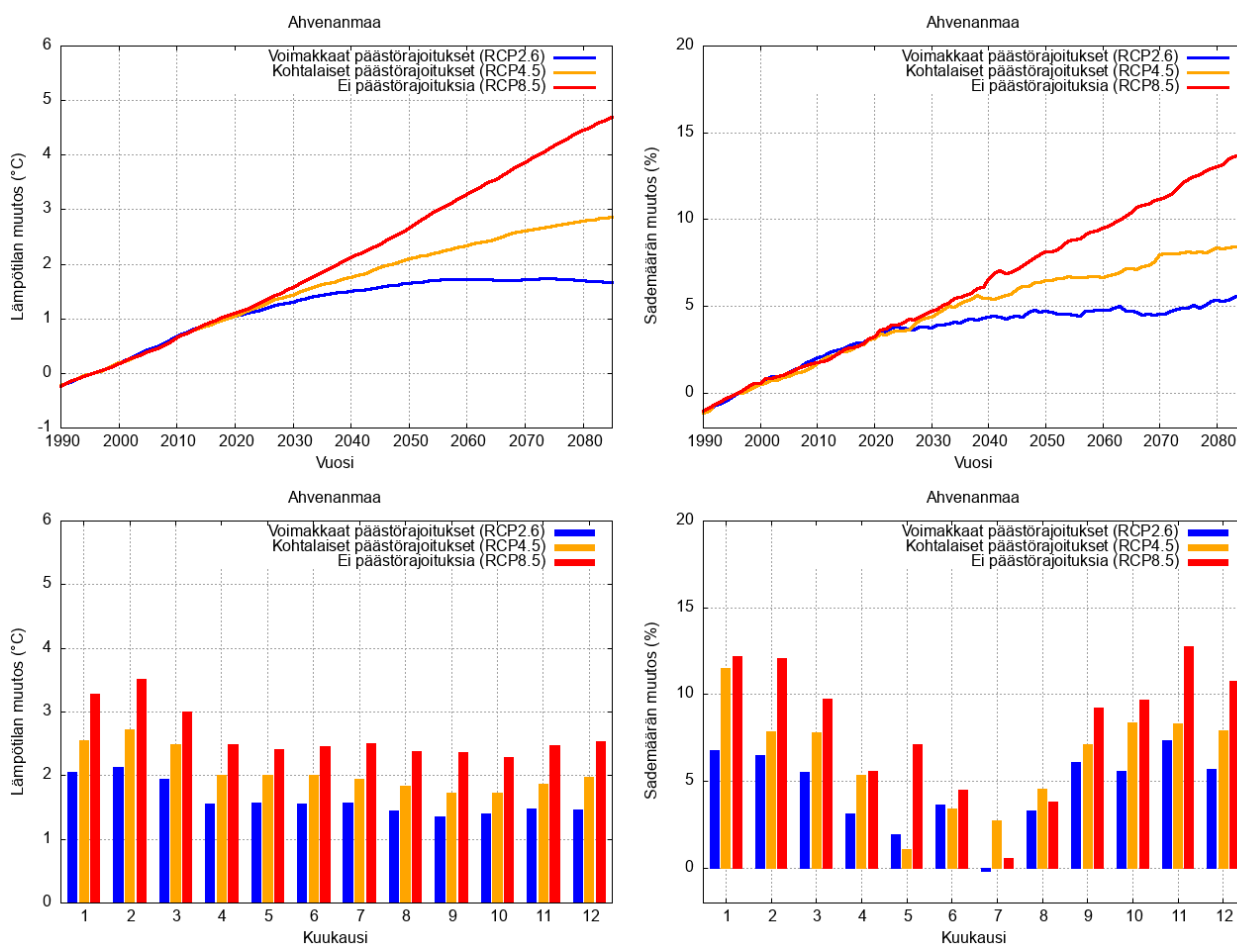 Ahvenanmaa
Lämpötilan muutos (°C)
6
5
4
3
2
1
0
-1
Voimakkaat päästörajoitukset (RCP2.6)
Kohtalaiset päästörajoitukset (RCP4.5)
Ei päästörajoituksia (RCP8.5)
1990 2000 2010 2020 2030 2040 2050 2060 2070 2080
Vuosi
Ahvenanmaa
Sademäärän muutos (%)
20
15
10
5
0
Voimakkaat päästörajoitukset (RCP2.6)
Kohtalaiset päästörajoitukset (RCP4.5)
Ei päästörajoituksia (RCP8.5)
1990 2000 2010 2020 2030 2040 2050 2060 2070 2080
Vuosi
Ahvenanmaa
Lämpötilan muutos (°C)
6
5
4
3
2
1
0
Voimakkaat päästörajoitukset (RCP2.6)
Kohtalaiset päästörajoitukset (RCP4.5)
Ei päästörajoituksia (RCP8.5)
1 2 3 4 5 6 7 8 9 10 11 12
Kuukausi
Ahvenanmaa
Sademäärän muutos (%)
20
15
10
5
0
Voimakkaat päästörajoitukset (RCP2.6)
Kohtalaiset päästörajoitukset (RCP4.5)
Ei päästörajoituksia (RCP8.5)
1 2 3 4 5 6 7 8 9 10 11 12
Kuukausi